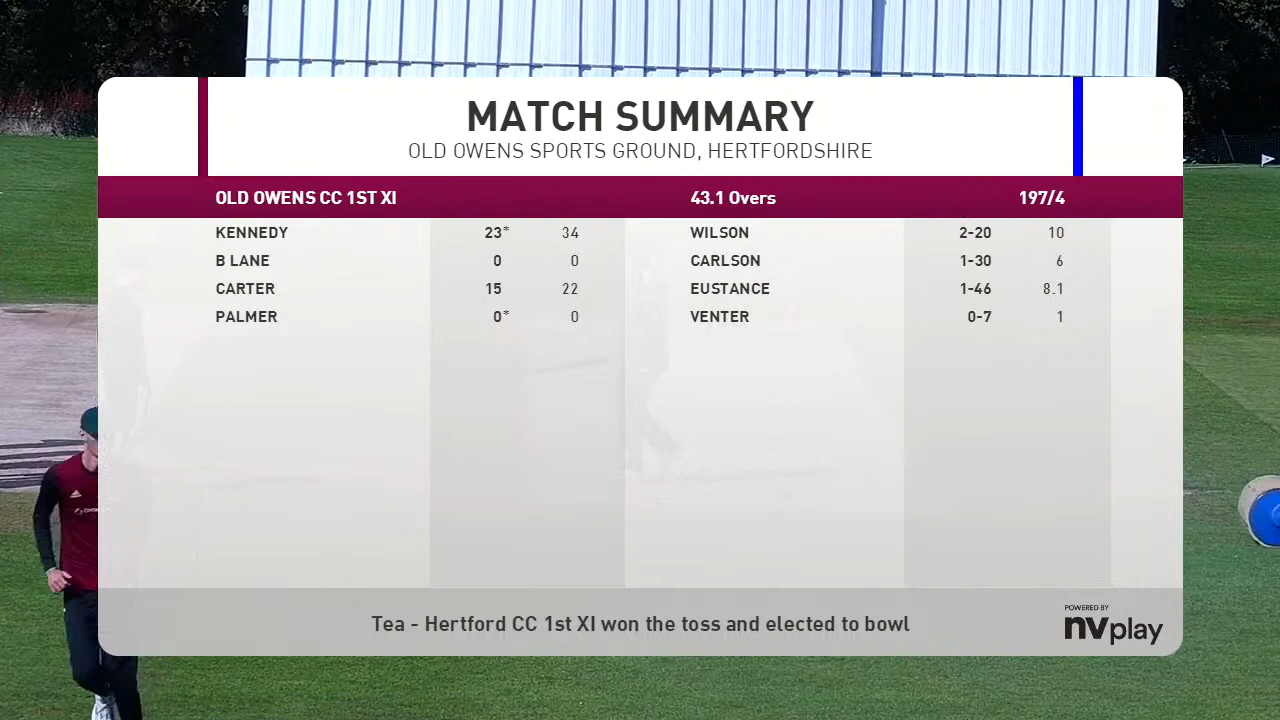 MATCH SUMMARY
OLD OWENS SPORTS GROUND, HERTFORDSHIRE
OLD OWENS CC 1ST XI 43.1 Overs 197/4
KENNEDY 23* 34 WILSON 2-20 10
B LANE 0 0 CARLSON 1-30 6
CARTER 15 22 EUSTANCE 1-46 8.1
PALMER 0* 0 VENTER 0-7 1
Tea - Hertford CC 1st XI won the toss and elected to bowl
POWERED BY
nvplay